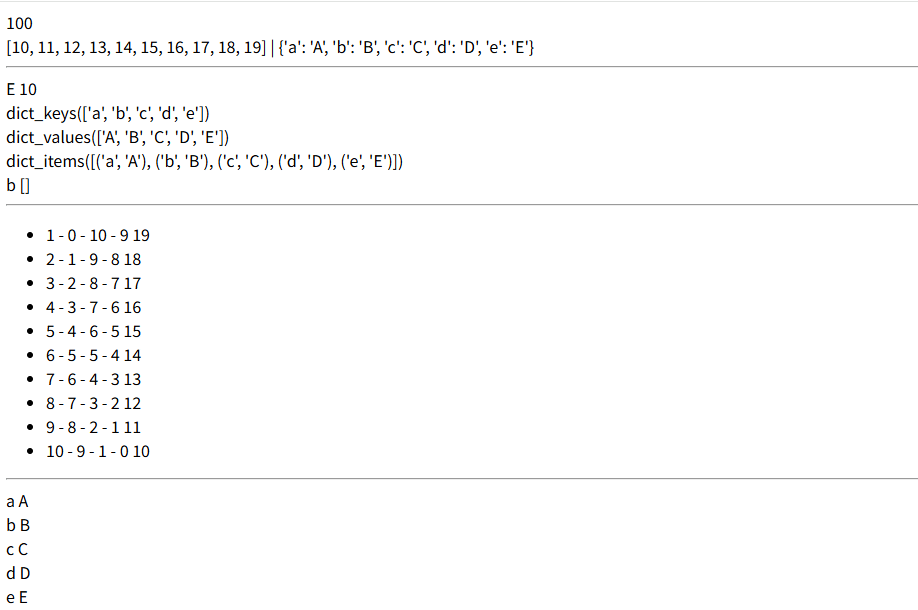 100
[10, 11, 12, 13, 14, 15, 16, 17, 18, 19] | {'a': 'A', 'b': 'B', 'c': 'C', 'd': 'D', 'e': 'E'}
E 10
dict_keys(['a', 'b', 'c', 'd', 'e'])
dict_values(['A', 'B', 'C', 'D', 'E'])
dict_items([('a', 'A'), ('b', 'B'), ('c', 'C'), ('d', 'D'), ('e', 'E')])
b []
• 1 - 0 - 10 - 9 19
• 2 - 1 - 9 - 8 18
• 3 - 2 - 8 - 7 17
• 4 - 3 - 7 - 6 16
• 5 - 4 - 6 - 5 15
• 6 - 5 - 5 - 4 14
• 7 - 6 - 4 - 3 13
• 8 - 7 - 3 - 2 12
• 9 - 8 - 2 - 1 11
• 10 - 9 - 1 - 0 10
a A
b B
c C
d D
e E